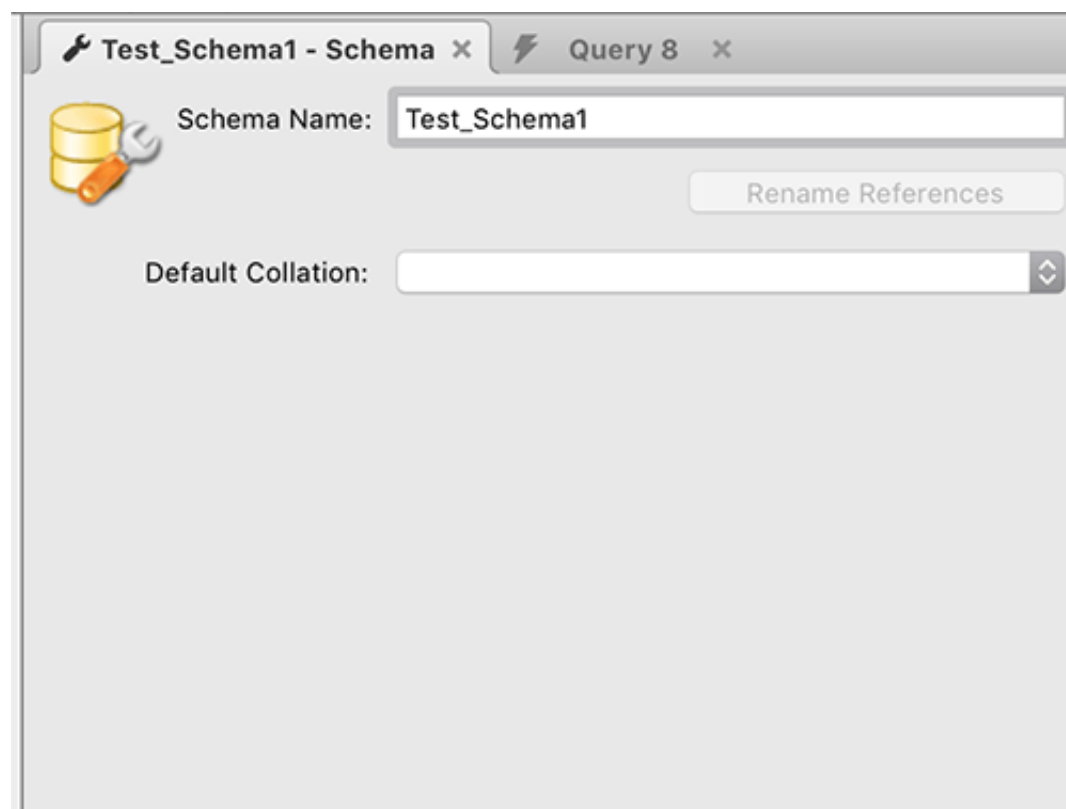 Test_Schema1 - Schema Query 8
Schema Name: Test_Schema1
Rename References
Default Collation: